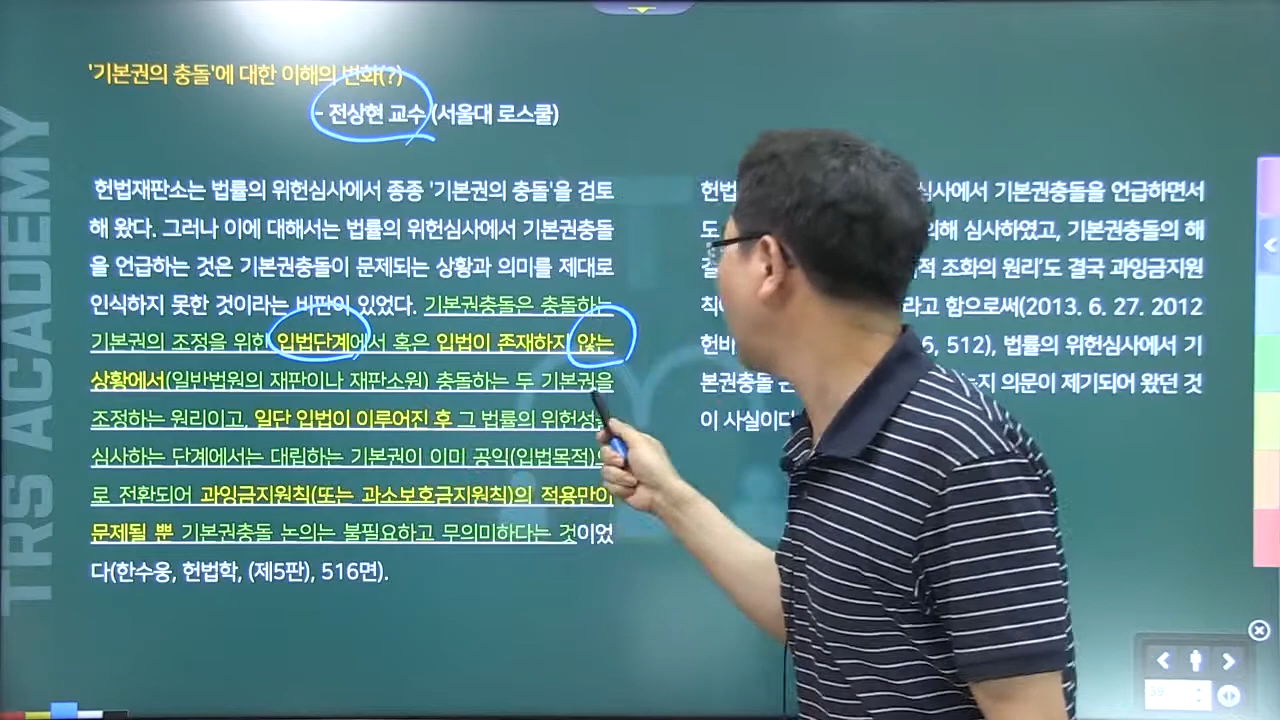 '기본권의 충돌'에 대한 이해의 변화(?)
- 전상현 교수 (서울대 로스쿨)
헌법재판소는 법률의 위헌심사에서 종종 '기본권의 충돌'을 검토
해 왔다. 그러나 이에 대해서는 법률의 위헌심사에서 기본권충돌
을 언급하는 것은 기본권충돌이 문제되는 상황과 의미를 제대로
인식하지 못한 것이라는 비판이 있었다. 기본권충돌은 충돌하는
기본권의 조정을 위한 입법단계에서 혹은 입법이 존재하지 않는
상황에서(일반법원의 재판이나 재판소원) 충돌하는 두 기본권을
조정하는 원리이고, 일단 입법이 이루어진 후 그 법률의 위헌성을
심사하는 단계에서는 대립하는 기본권이 이미 공익(입법목적)으
로 전환되어 과잉금지원칙(또는 과소보호금지원칙)의 적용만이
문제될 뿐 기본권충돌 논의는 불필요하고 무의미하다는 것이었
다(한수웅, 헌법학, (제5판), 516면).
헌법 심사에서 기본권충돌을 언급하면서
도 의해 심사하였고, 기본권충돌의 해
결 적 조화의 원리'도 결국 과잉금지원
칙 라고 함으로써(2013. 6. 27. 2012
헌바 6, 512), 법률의 위헌심사에서 기
본권충돌 는지 의문이 제기되어 왔던 것
이 사실이다
TRS ACADEMY
39